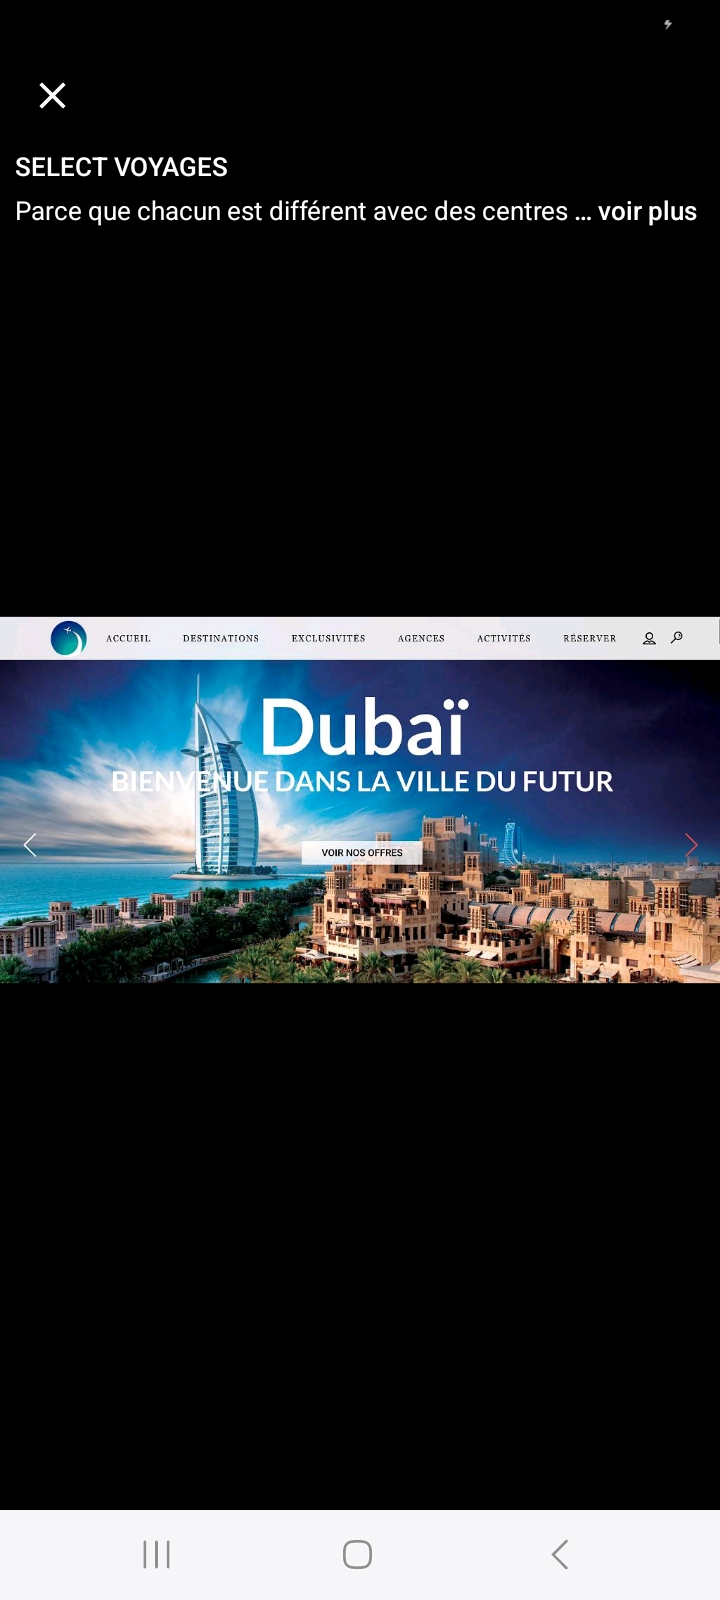 SELECT VOYAGES
Parce que chacun est différent avec des centres ... voir plus
ACCUEIL DESTINATIONS EXCLUSIVITÉS AGENCES ACTIVITÉS RÉSERVER
Dubaï
BIENVENUE DANS LA VILLE DU FUTUR
VOIR NOS OFFRES